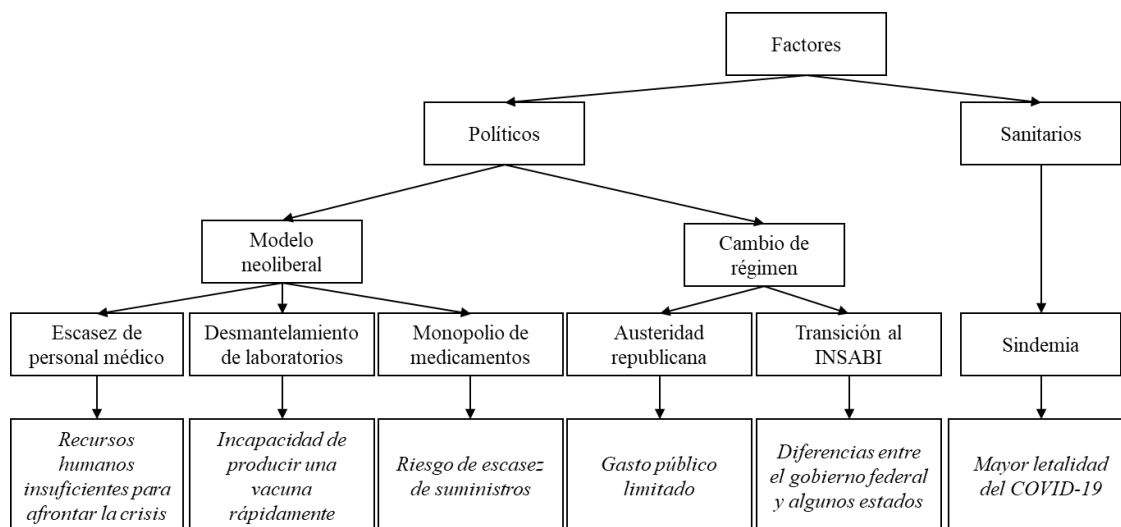 Factores
Políticos
Sanitarios
Modelo
neoliberal
Cambio de
régimen
Escasez de
personal médico
Desmantelamiento
de laboratorios
Monopolio de
medicamentos
Austeridad
republicana
Transición al
INSABI
Sindemia
Recursos
humanos
insuficientes para
afrontar la crisis
Incapacidad de
producir una
vacuna
rápidamente
Riesgo de escasez
de suministros
Gasto público
limitado
Diferencias entre
el gobierno federal
y algunos estados
Mayor letalidad
del COVID-19